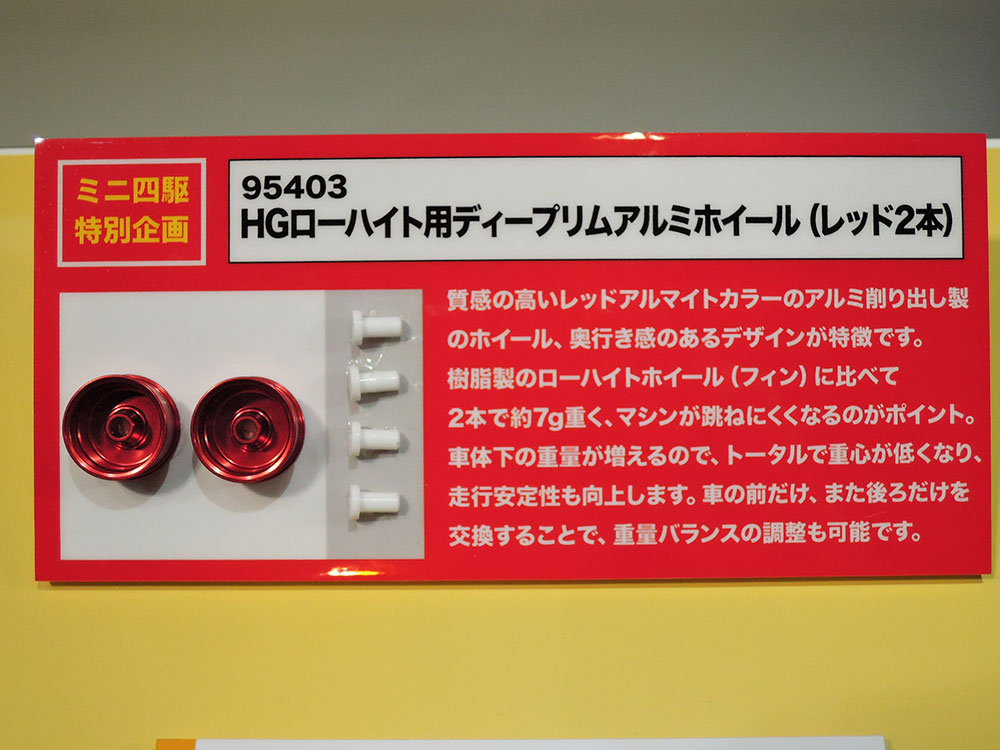 ミニ四駆
特別企画
95403
HGローハイト用ディープリムアルミホイール（レッド2本）
質感の高いレッドアルマイトカラーのアルミ削り出し製
のホイール、奥行き感のあるデザインが特徴です。
樹脂製のローハイトホイール（フィン）に比べて
2本で約7g重く、マシンが跳ねにくくなるのがポイント。
車体下の重量が増えるので、トータルで重心が低くなり、
走行安定性も向上します。車の前だけ、また後ろだけを
交換することで、重量バランスの調整も可能です。